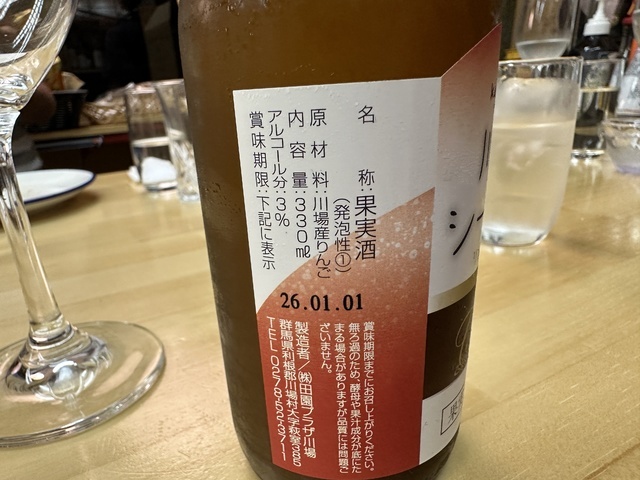 名　　称：果実酒
（発泡性①）
原 材 料：川場産りんご
内 容 量：330㎖
アルコール分：3％
賞味期限：下記に表示
26.01.01
賞味期限までにお召し上がりください。
無ろ過のため、酵母や果汁成分が底にた
まる場合がありますが品質には問題ご
ざいません。
製造者／㈱田園プラザ川場
群馬県利根郡川場村大字萩室385
TEL 0278-52-3711